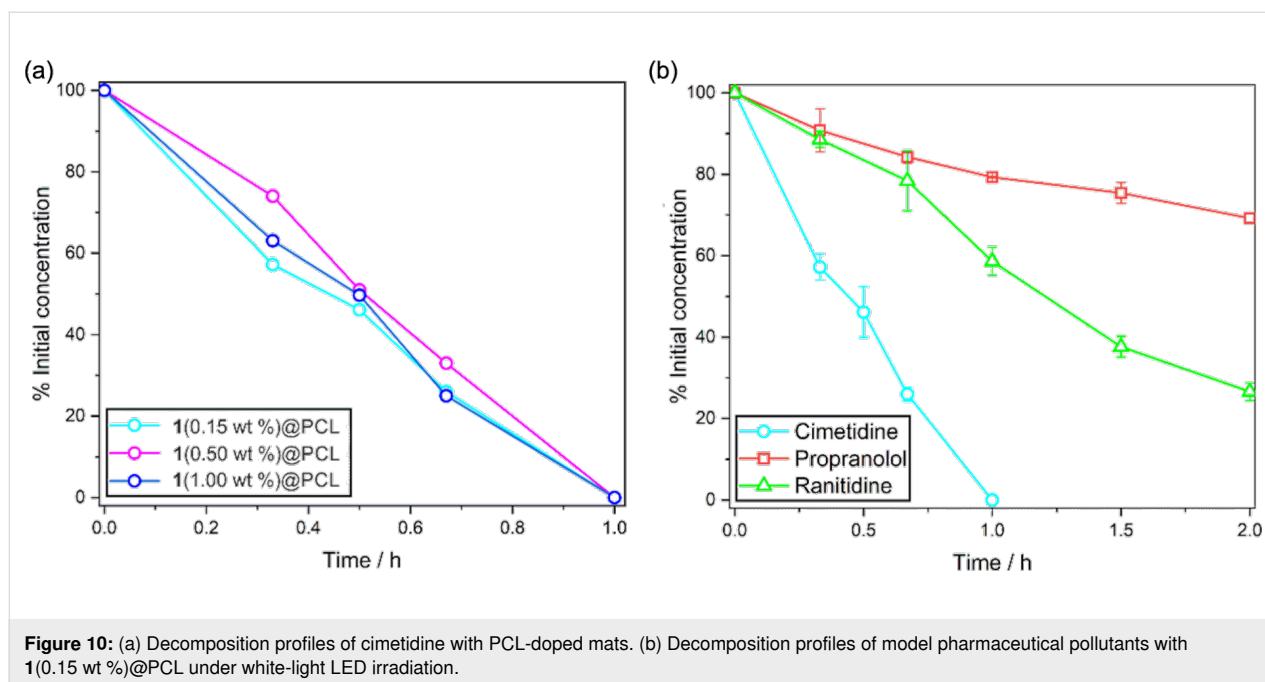 (a)
100
80
60
40
20
0
% Initial concentration
1(0.15 wt %)@PCL
1(0.50 wt %)@PCL
1(1.00 wt %)@PCL
0.0 0.2 0.4 0.6 0.8 1.0
Time / h
(b)
100
80
60
40
20
0
% Initial concentration
Cimetidine
Propranolol
Ranitidine
0.0 0.5 1.0 1.5 2.0
Time / h
Figure 10: (a) Decomposition profiles of cimetidine with PCL-doped mats. (b) Decomposition profiles of model pharmaceutical pollutants with
1(0.15 wt %)@PCL under white-light LED irradiation.